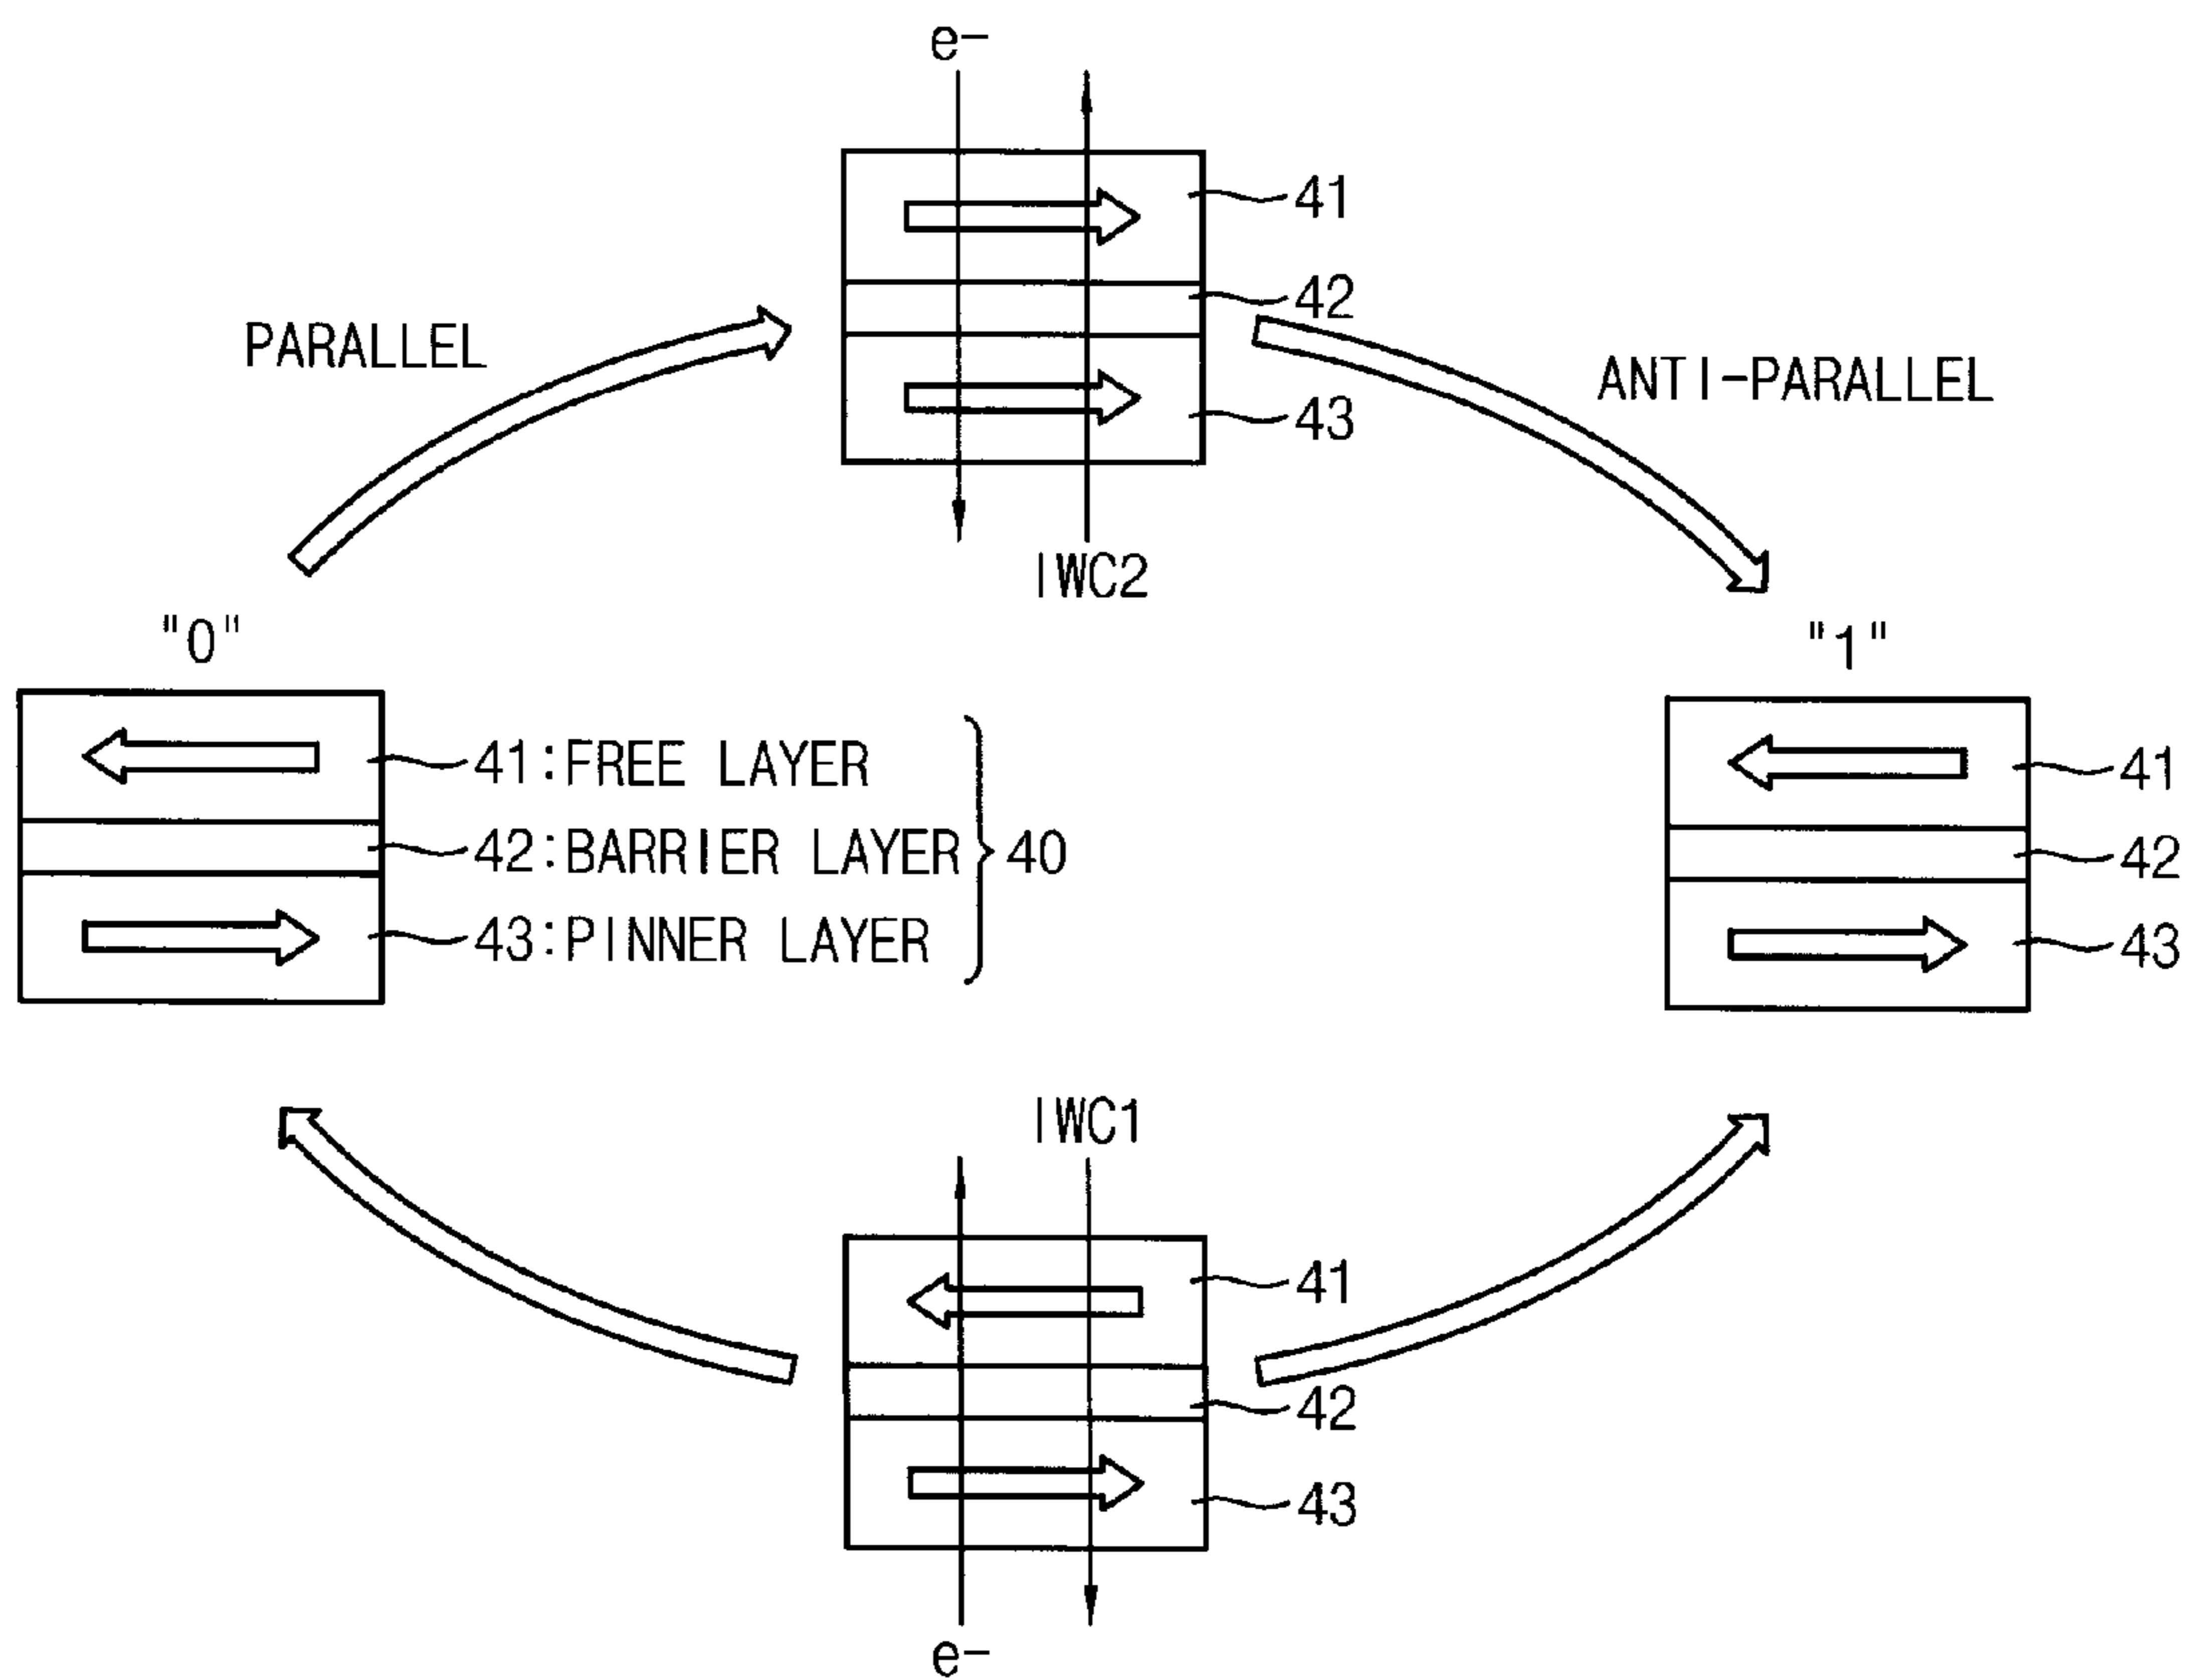 e-
41
42
43
PARALLEL
ANTI-PARALLEL
IWC2
"0"
"1"
41:FREE LAYER
42:BARRIER LAYER
43:PINNER LAYER
40
41
42
43
IWC1
41
42
43
e-